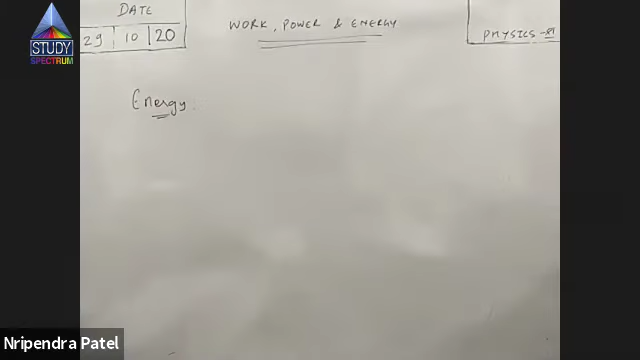 DATE
29 10 20
WORK, POWER & ENERGY
PHYSICS
Energy.
STUDY
SPECTRUM
Nripendra Patel